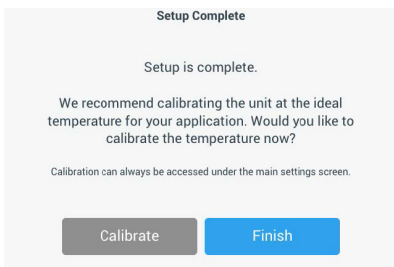 Setup Complete
Setup is complete.
We recommend calibrating the unit at the ideal
temperature for your application. Would you like to
calibrate the temperature now?
Calibration can always be accessed under the main settings screen.
Calibrate
Finish